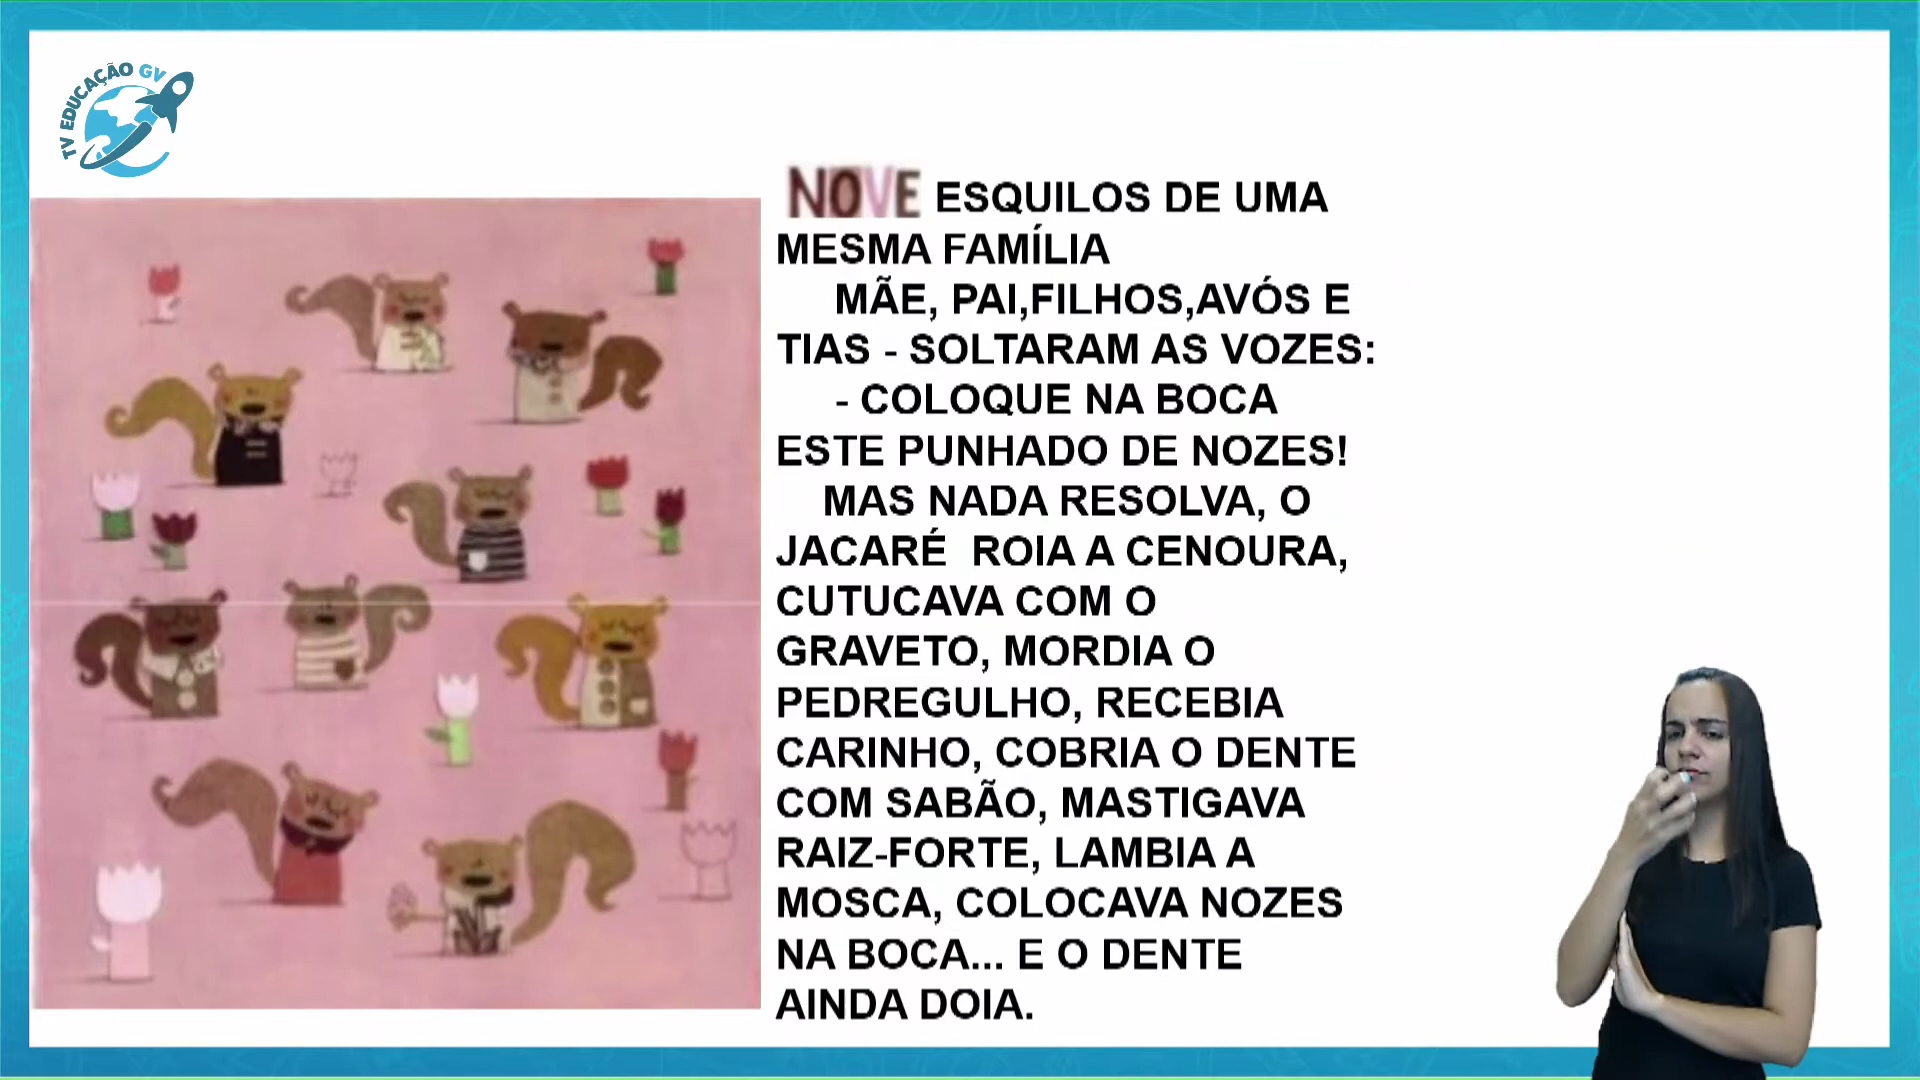 TV EDUCAÇÃO GV
NOVE ESQUILOS DE UMA
MESMA FAMÍLIA
MÃE, PAI,FILHOS,AVÓS E
TIAS - SOLTARAM AS VOZES:
- COLOQUE NA BOCA
ESTE PUNHADO DE NOZES!
MAS NADA RESOLVA, O
JACARÉ ROIA A CENOURA,
CUTUCAVA COM O
GRAVETO, MORDIA O
PEDREGULHO, RECEBIA
CARINHO, COBRIA O DENTE
COM SABÃO, MASTIGAVA
RAIZ-FORTE, LAMBIA A
MOSCA, COLOCAVA NOZES
NA BOCA... E O DENTE
AINDA DOIA.